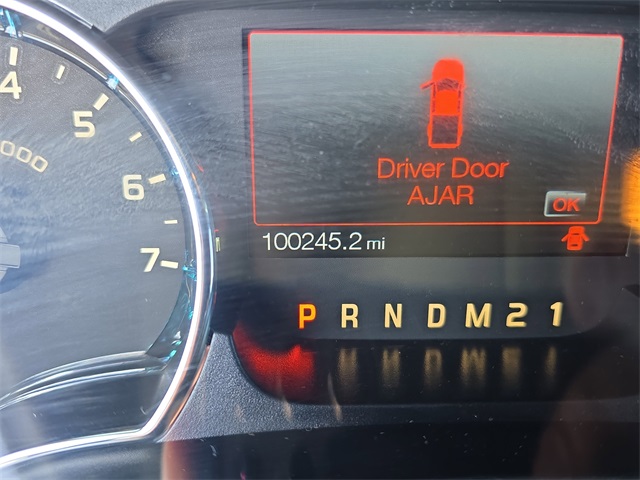 4
5
6
7
000
Driver Door
AJAR
OK
100245.2 mi
P R N D M 2 1